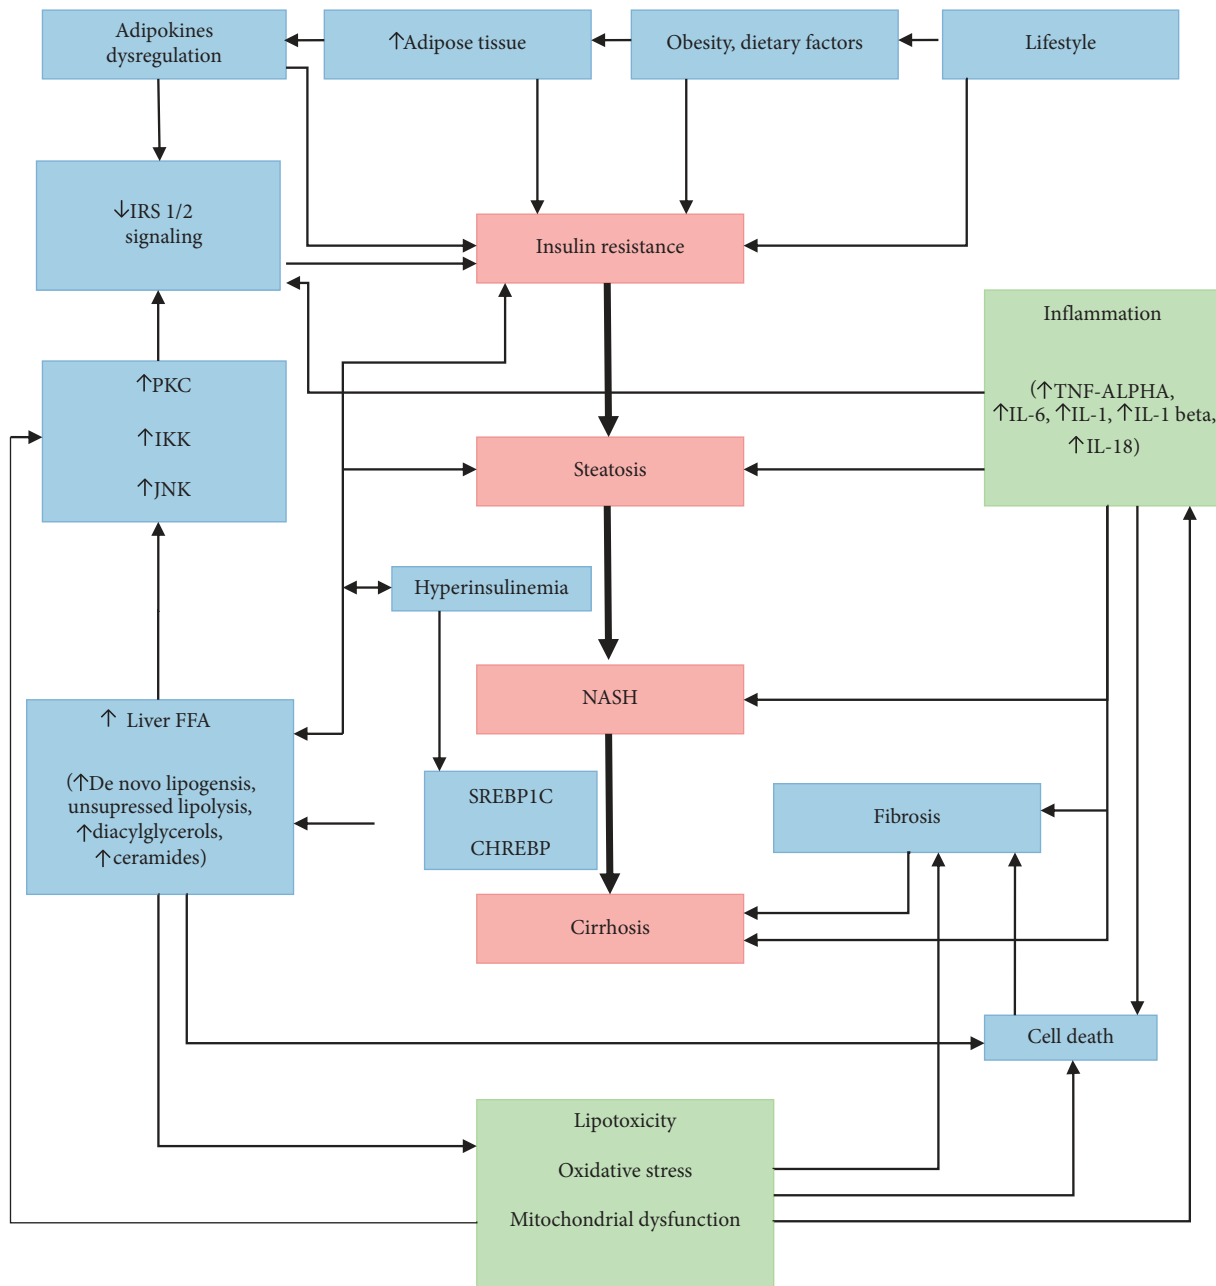 Adipokines
dysregulation
↑Adipose tissue
Obesity, dietary factors
Lifestyle
↓IRS 1/2
signaling
Insulin resistance
Inflammation
(↑TNF-ALPHA,
↑IL-6, ↑IL-1, ↑IL-1 beta,
↑IL-18)
↑PKC
↑IKK
↑JNK
Steatosis
Hyperinsulinemia
NASH
↑ Liver FFA
(↑De novo lipogensis,
unsupressed lipolysis,
↑diacylglycerols,
↑ceramides)
SREBP1C
CHREBP
Fibrosis
Cirrhosis
Cell death
Lipotoxicity
Oxidative stress
Mitochondrial dysfunction